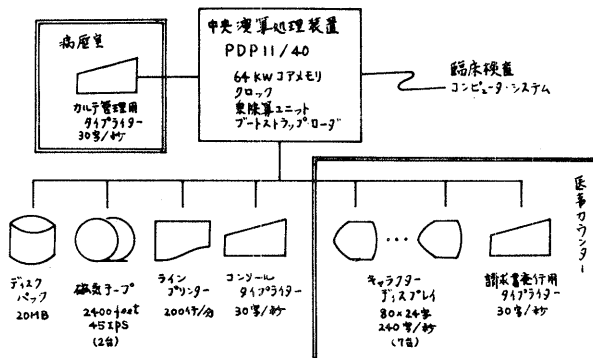 病歴室
カルテ管理用
タイプライター
30字/秒
中央演算処理装置
PDP11/40
64KWコアメモリ
クロック
乗除算ユニット
ブートストラップ・ローダ
臨床検査
コンピュータ・システム
医事カウンター
ディスク
パック
20MB
磁気テープ
2400feet
45IPS
(2台)
ライン
プリンター
200行/分
コンソール
タイプライター
30字/秒
キャラクター
ディスプレイ
80×24字
240字/秒
(7台)
請求書発行用
タイプライター
30字/秒